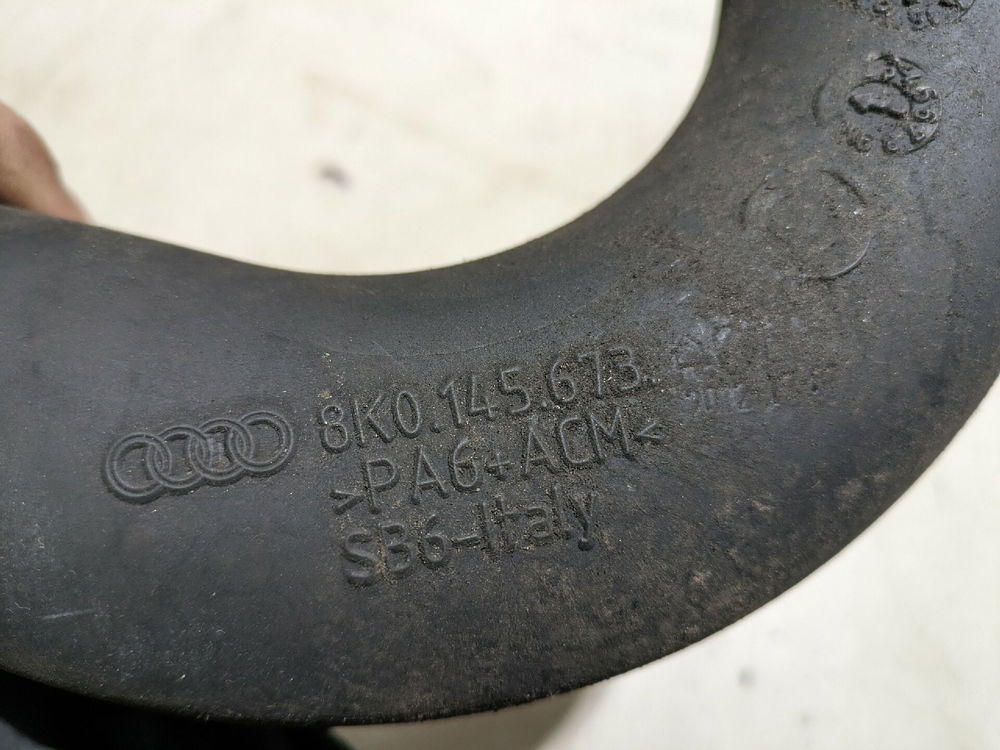 8K0.145.673.
>PA6+ACM<
SB6-Italy